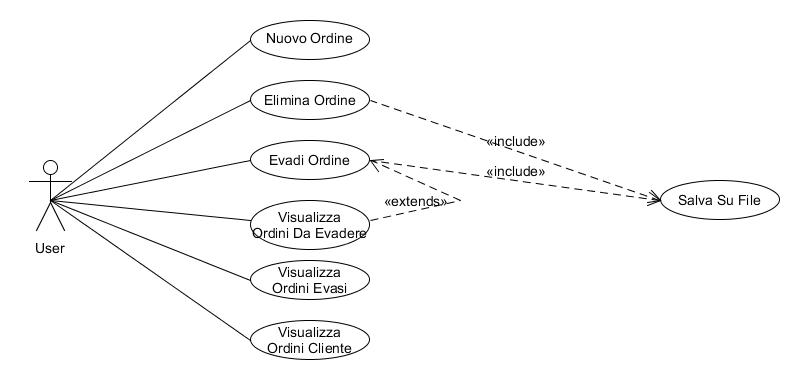 Nuovo Ordine
Elimina Ordine
«include»
Evadi Ordine
«include»
Salva Su File
«extends»
Visualizza
Ordini Da Evadere
User
Visualizza
Ordini Evasi
Visualizza
Ordini Cliente